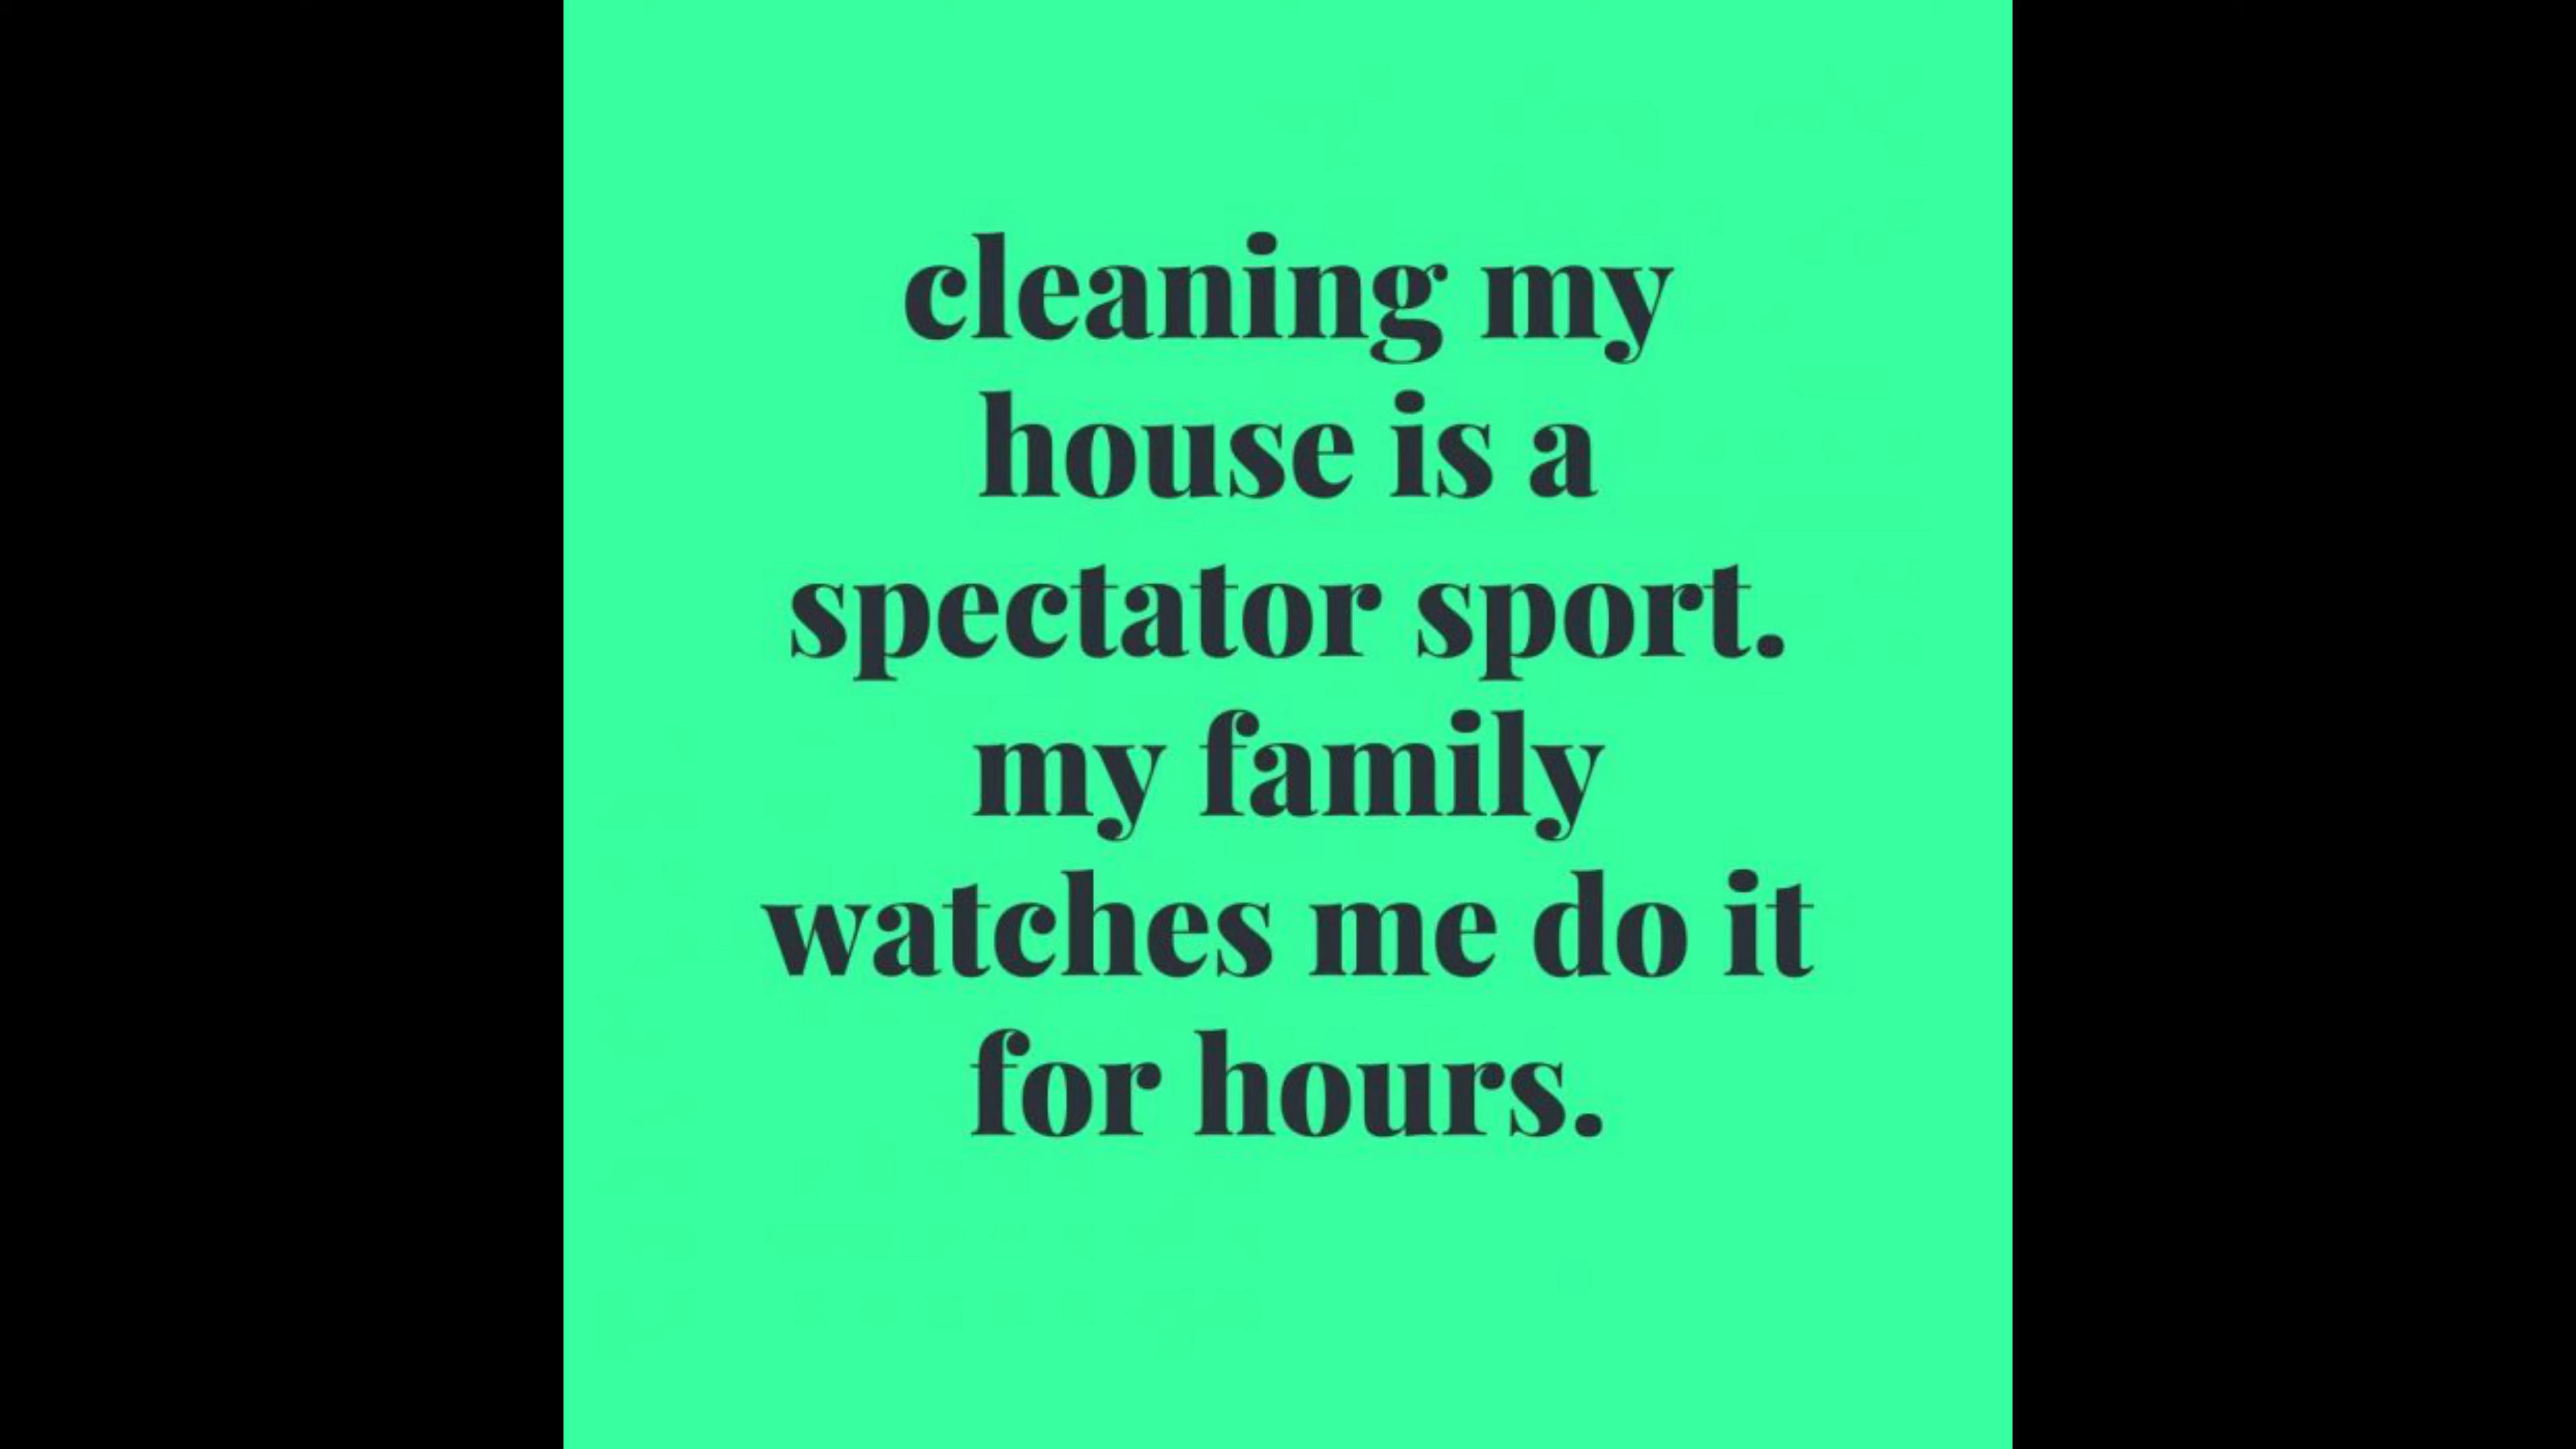 cleaning my
house is a
spectator sport.
my family
watches me do it
for hours.